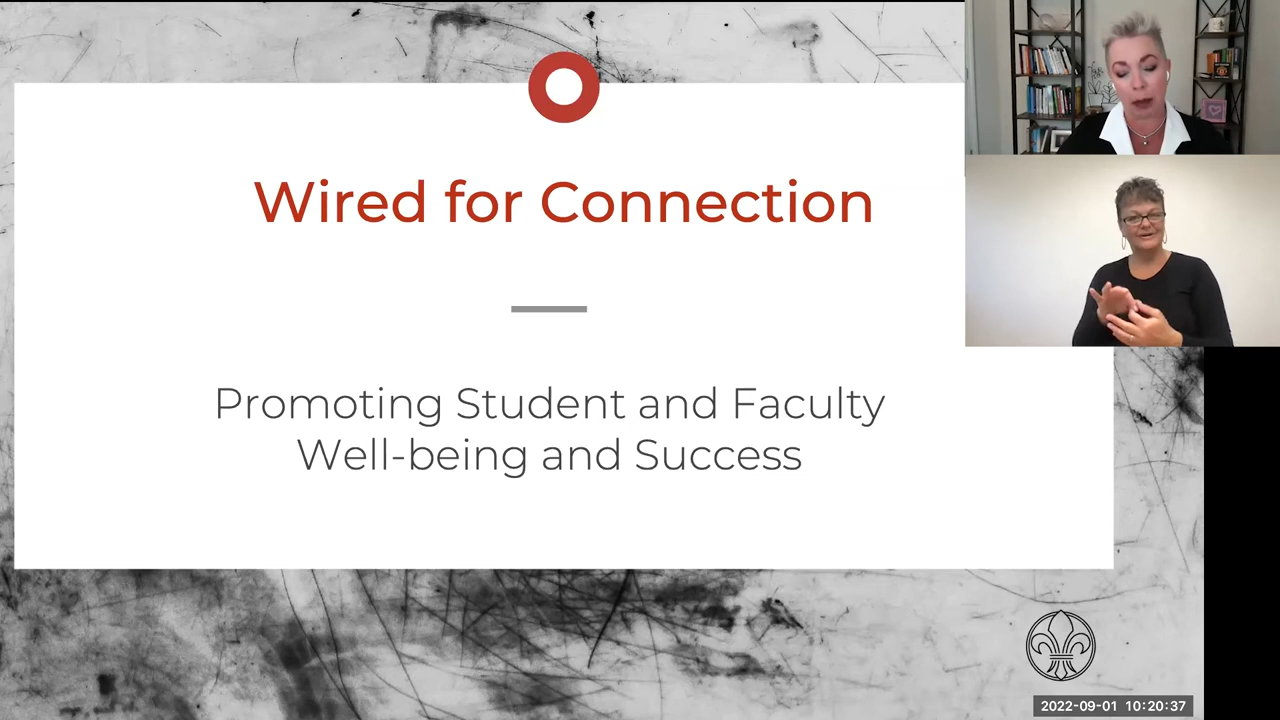 Wired for Connection
Promoting Student and Faculty
Well-being and Success
2022-09-01 10:20:37